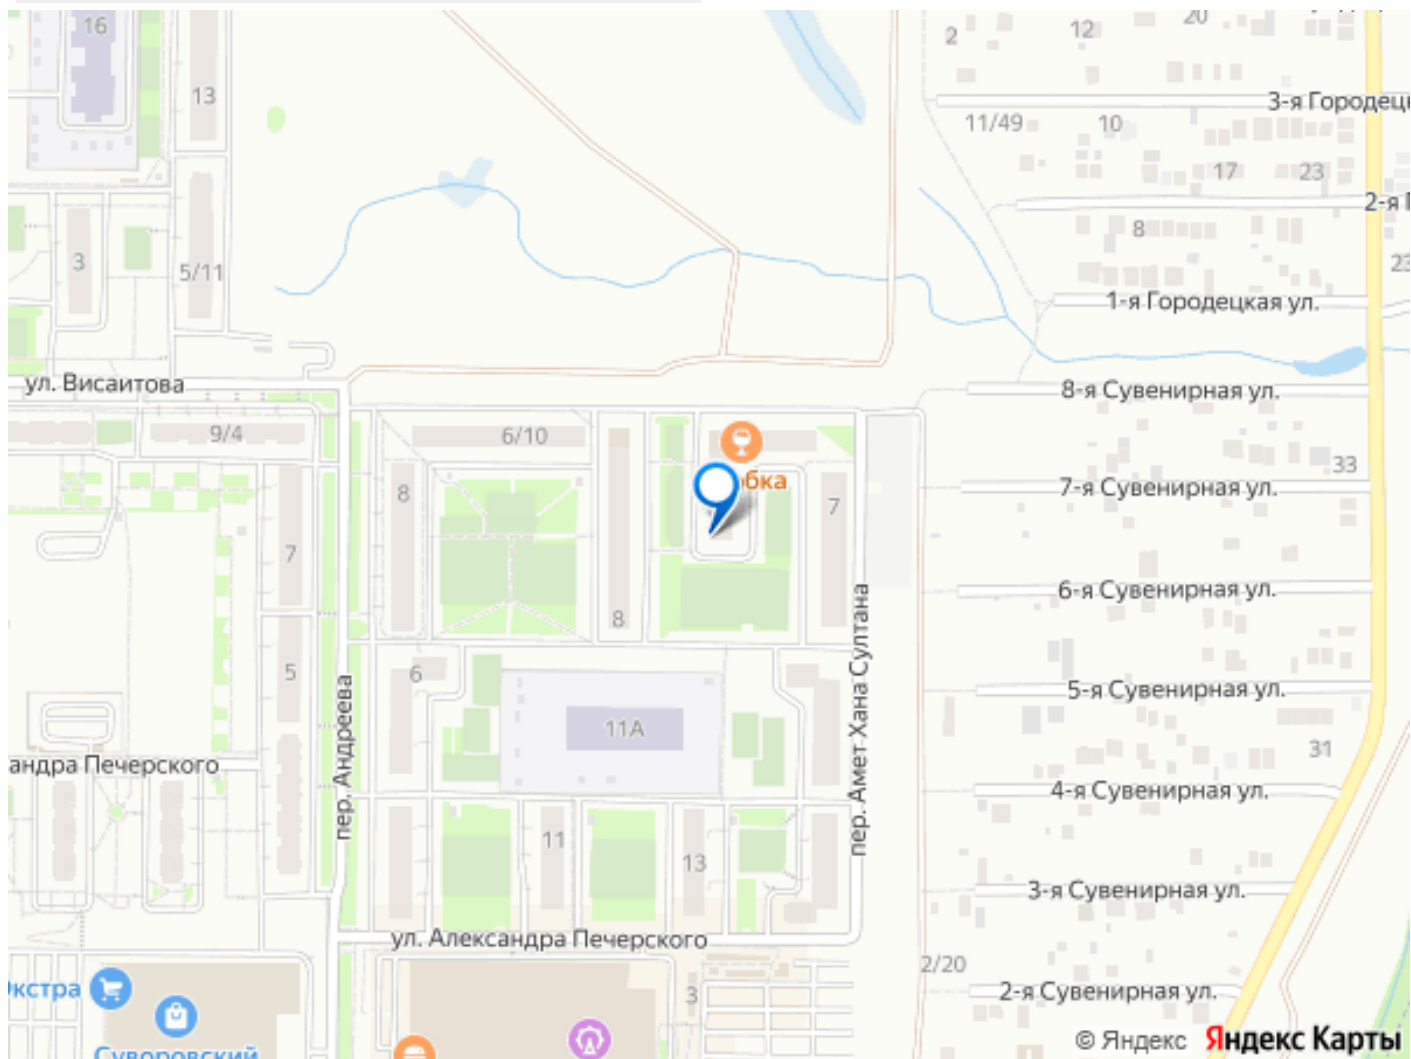 16
20
12
2
13
3-я Городец
11/49
10
17
23
2-я
8
3
5/11
23
1-я Городецкая ул.
ул. Висаитова
8-я Сувенирная ул.
9/4
6/10
33
8
бка
7
7-я Сувенирная ул.
7
6-я Сувенирная ул.
8
пер. Амет Хана Султана
6
5
5-я Сувенирная ул.
пер. Андреева
11А
31
андра Печерского
4-я Сувенирная ул.
11
13
3-я Сувенирная ул.
ул. Александра Печерского
2/20
кстра
3
2-я Сувенирная ул.
Суворовский
© Яндекс Яндекс Карты